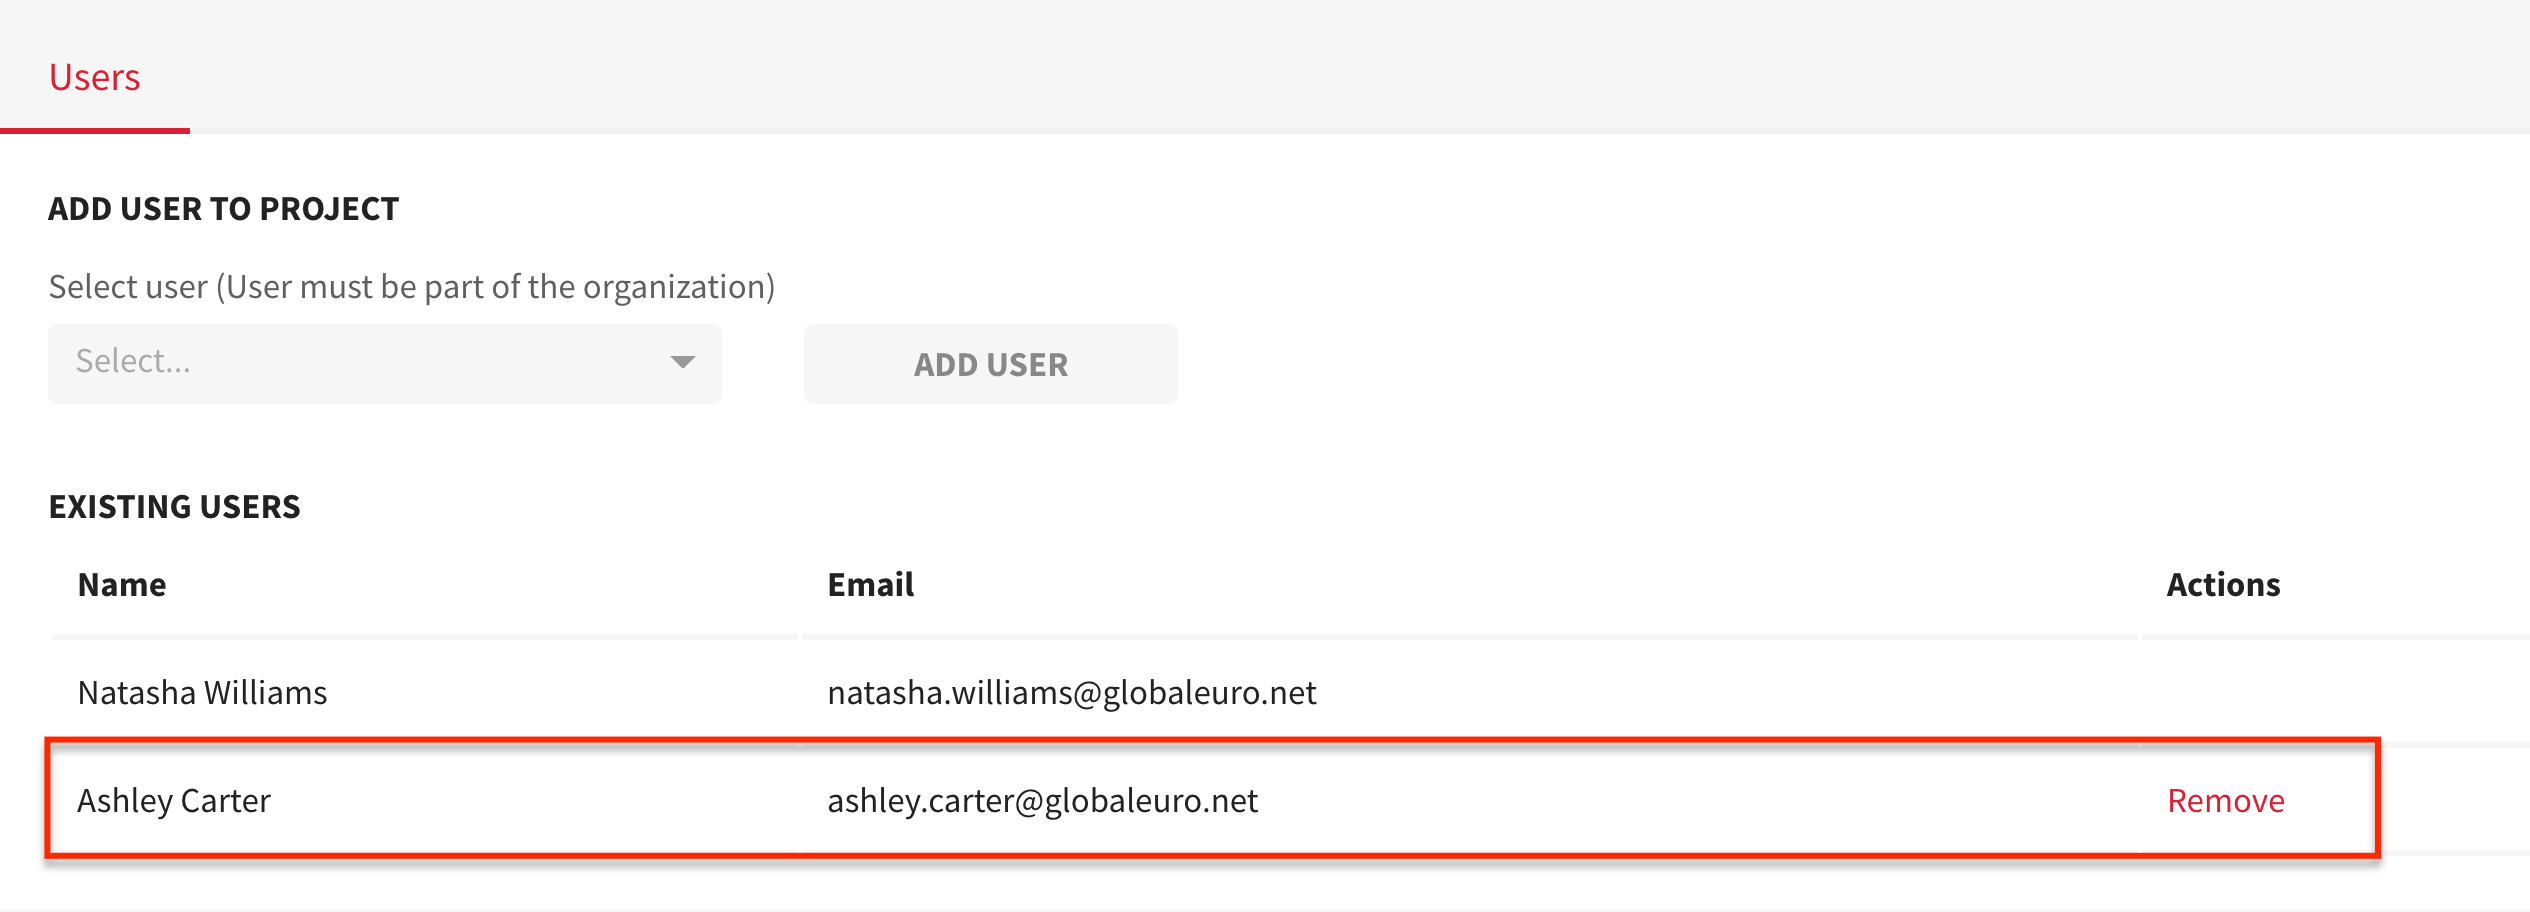 Users
ADD USER TO PROJECT
Select user (User must be part of the organization)
Select... ADD USER
EXISTING USERS
Name Email Actions
Natasha Williams natasha.williams@globaleuro.net
Ashley Carter ashley.carter@globaleuro.net Remove